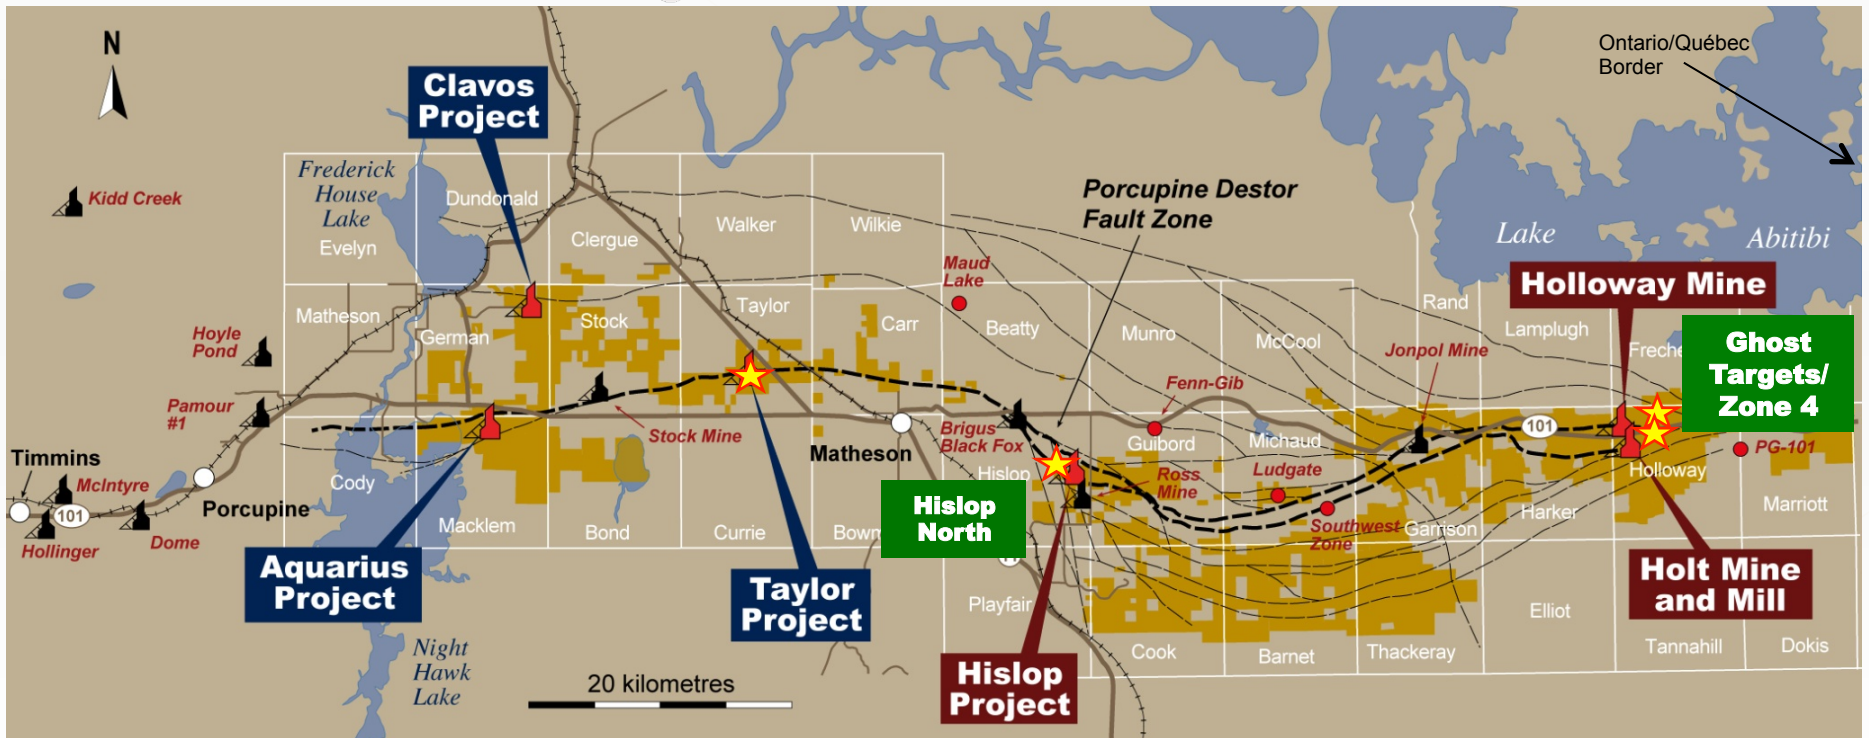 N
Ontario/Québec
Border
Clavos
Project
Frederick
House
Lake
Kidd Creek
Dundonald
Porcupine Destor
Fault Zone
Evelyn
Clergue
Walker
Wilkie
Lake
Abitibi
Maud
Lake
Holloway Mine
Matheson
Stock
Taylor
Carr
Beatty
Munro
McCool
Rand
Lamplugh
Hoyle
Pond
German
Jonpol Mine
Freche
Ghost
Targets/
Zone 4
Fenn-Gib
Pamour
#1
Stock Mine
Brigus
Black Fox
Guibord
Michaud
101
PG-101
Timmins
Matheson
Hislop
Ross
Mine
Ludgate
Holloway
McIntyre
Cody
101
Porcupine
Hollinger
Dome
Macklem
Bond
Currie
Bowm
Hislop
North
Southwest
Zone
Garrison
Harker
Marriott
Aquarius
Project
Taylor
Project
Playfair
Holt Mine
and Mill
Elliot
Night
Hawk
Lake
20 kilometres
Hislop
Project
Cook
Barnet
Thackeray
Tannahill
Dokis